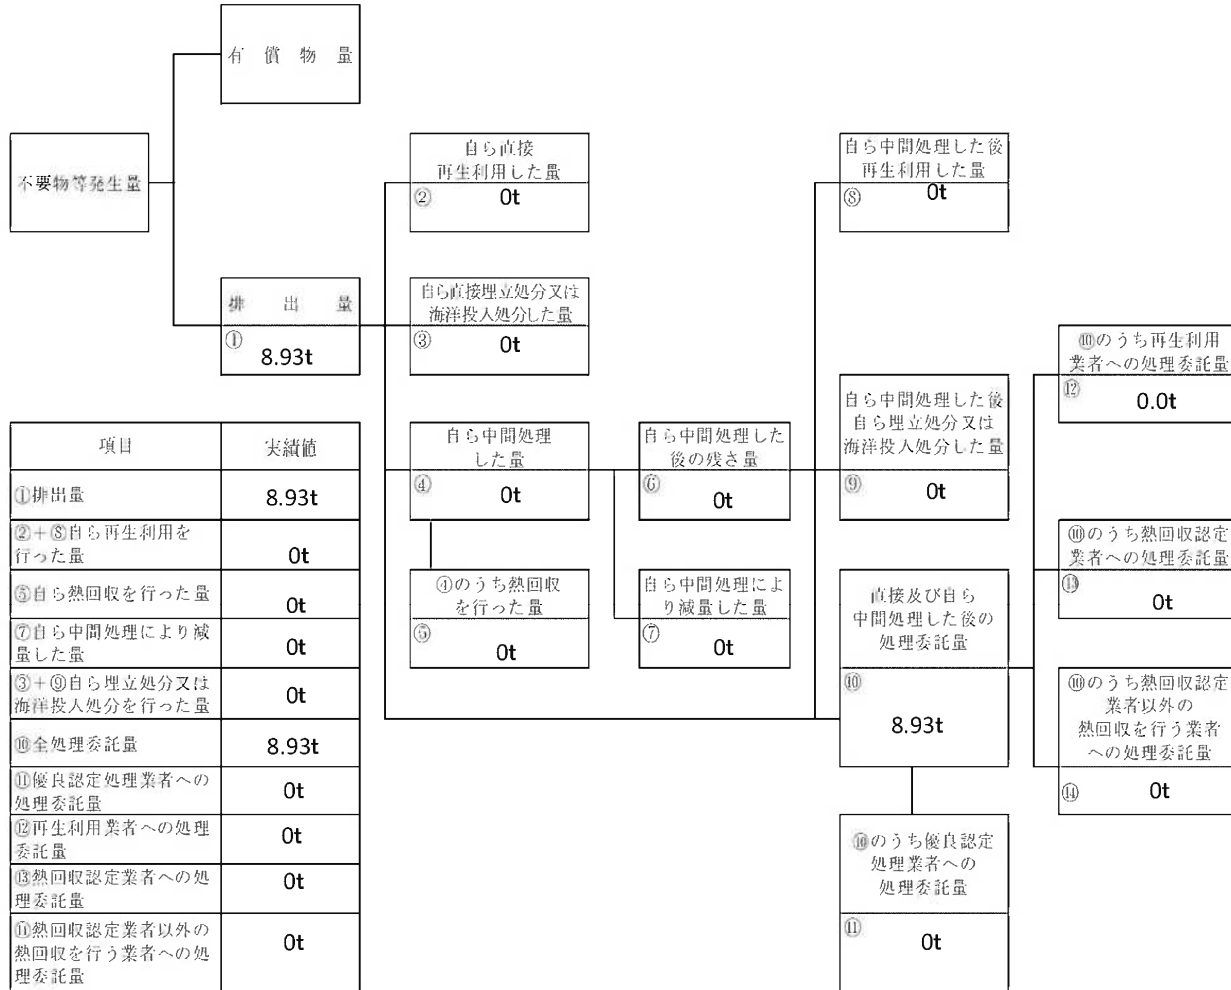 有償物量
不要物等発生量
排出量
①
8.93t
自ら直接
再生利用した量
②
0t
自ら直接埋立処分又は
海洋投入処分した量
③
0t
自ら中間処理
した量
④
0t
④のうち熱回収
を行った量
⑤
0t
自ら中間処理した
後の残さ量
⑥
0t
自ら中間処理によ
り減量した量
⑦
0t
自ら中間処理した後
再生利用した量
⑧
0t
自ら中間処理した後
自ら埋立処分又は
海洋投入処分した量
⑨
0t
直接及び自ら
中間処理した後の
処理委託量
⑩
8.93t
⑩のうち優良認定
処理業者への
処理委託量
⑪
0t
⑩のうち再生利用
業者への処理委託量
⑫
0.0t
⑩のうち熱回収認定
業者への処理委託量
⑬
0t
⑩のうち熱回収認定
業者以外の
熱回収を行う業者
への処理委託量
⑭
0t
項目 実績値
①排出量 8.93t
②+⑧自ら再生利用を
行った量 0t
⑤自ら熱回収を行った量 0t
⑦自ら中間処理により減
量した量 0t
③+⑨自ら埋立処分又は
海洋投入処分を行った量 0t
⑩全処理委託量 8.93t
⑪優良認定処理業者への
処理委託量 0t
⑫再生利用業者への処理
委託量 0t
⑬熱回収認定業者への処
理委託量 0t
⑭熱回収認定業者以外の
熱回収を行う業者への処
理委託量 0t